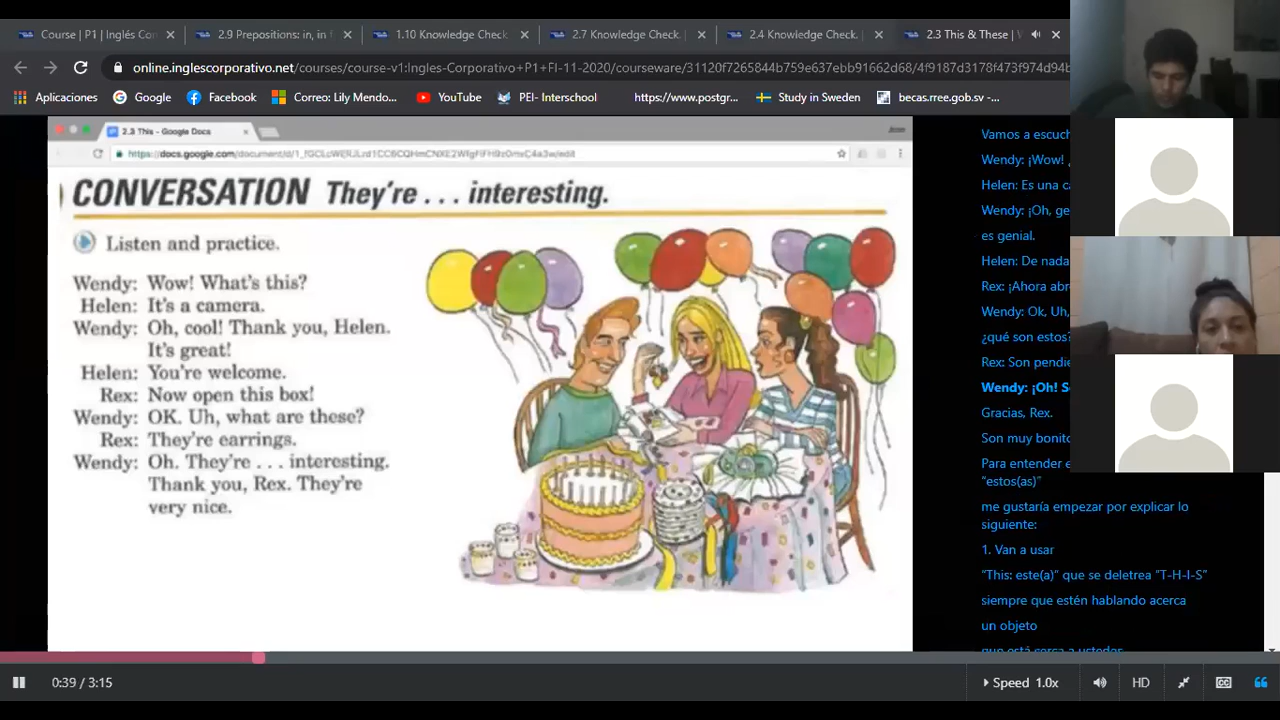 Course | P1 | Inglés Con
2.9 Prepositions: in, in f
1.10 Knowledge Check
2.7 Knowledge Check. |
2.4 Knowledge Check. |
2.3 This & These |
online.inglescorporativo.net/courses/course-v1:Ingles-Corporativo+P1+FI-11-2020/courseware/31120f7265844b759e637ebb91662d68/4f9187d3178f473f974d94b
Aplicaciones
Google
Facebook
Correo: Lily Mendo...
YouTube
PEI- Interschool
https://www.postgr...
Study in Sweden
becas.rree.gob.sv -...
2.3 This - Google Docs
CONVERSATION They're . . . interesting.
Listen and practice.
Wendy: Wow! What's this?
Helen: It's a camera.
Wendy: Oh, cool! Thank you, Helen.
It's great!
Helen: You're welcome.
Rex: Now open this box!
Wendy: OK. Uh, what are these?
Rex: They're earrings.
Wendy: Oh. They're . . . interesting.
Thank you, Rex. They're
very nice.
Vamos a escuch
Wendy: ¡Wow! ¿
Helen: Es una c
Wendy: ¡Oh, ge
es genial.
Helen: De nada
Rex: ¡Ahora abr
Wendy: Ok, Uh,
¿qué son estos?
Rex: Son pendie
Wendy: ¡Oh! S
Gracias, Rex.
Son muy bonito
Para entender e
"estos(as)"
me gustaría empezar por explicar lo
siguiente:
1. Van a usar
"This: este(a)" que se deletrea "T-H-I-S"
siempre que estén hablando acerca
un objeto
que está cerca a ustedes
0:39 / 3:15
Speed 1.0x
HD
CC